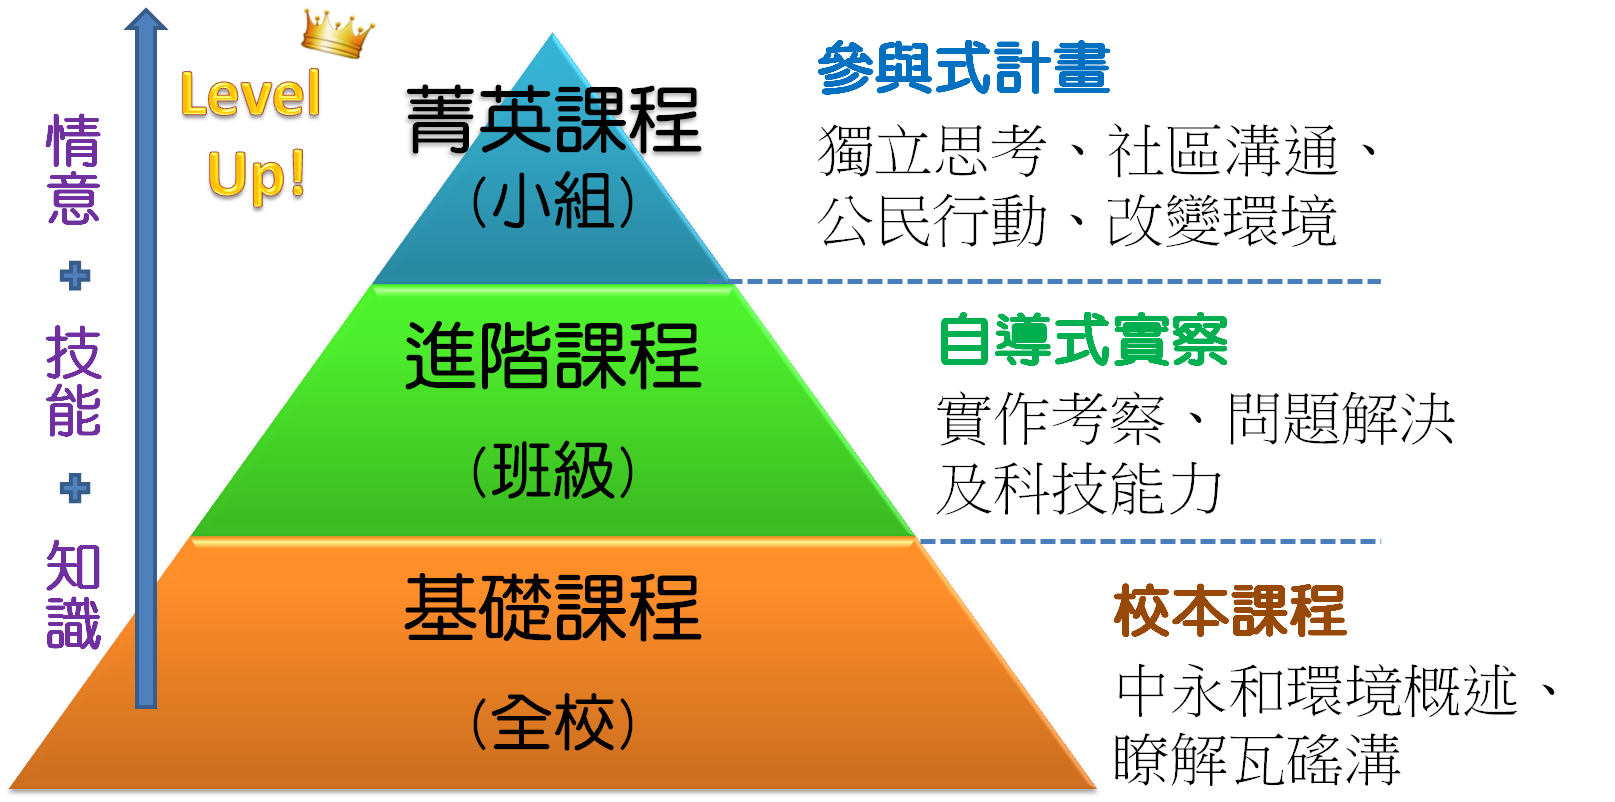 情意
+
技能
+
知識
Level
Up!
菁英課程
(小組)
進階課程
(班級)
基礎課程
(全校)
參與式計畫
獨立思考、社區溝通、
公民行動、改變環境
自導式實察
實作考察、問題解決
及科技能力
校本課程
中永和環境概述、
瞭解瓦磘溝